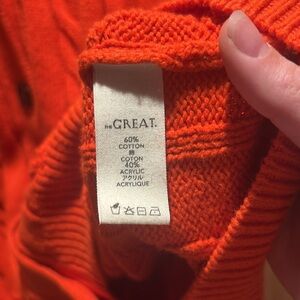 THE GREAT.
60%
COTTON
綿
COTON
40%
ACRYLIC
アクリル
ACRYLIQUE